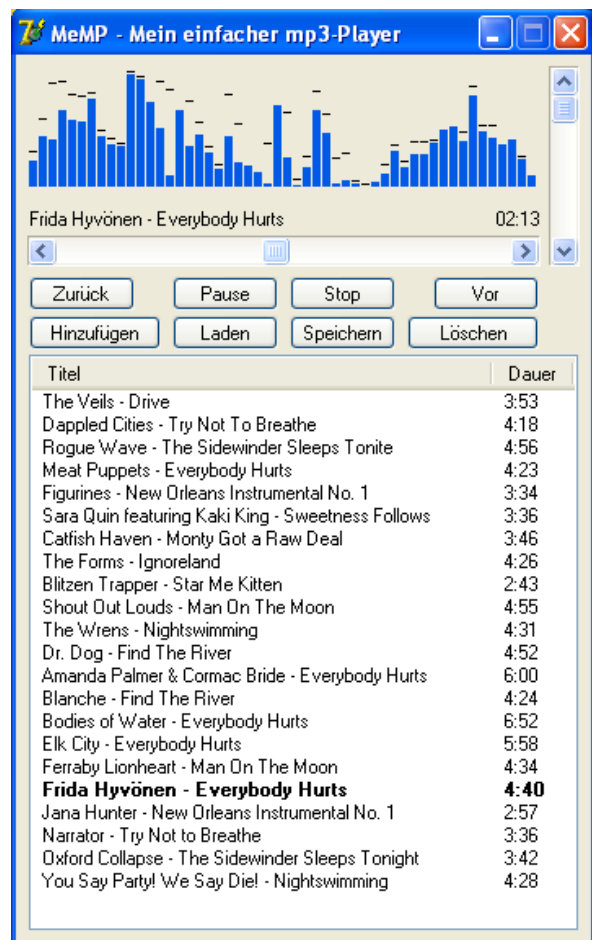 MeMP - Mein einfacher mp3-Player
Frida Hyvönen - Everybody Hurts 02:13
Zurück Pause Stop Vor
Hinzufügen Laden Speichern Löschen
Titel Dauer
The Veils - Drive 3:53
Dappled Cities - Try Not To Breathe 4:18
Rogue Wave - The Sidewinder Sleeps Tonite 4:56
Meat Puppets - Everybody Hurts 4:23
Figurines - New Orleans Instrumental No. 1 3:34
Sara Quin featuring Kaki King - Sweetness Follows 3:36
Catfish Haven - Monty Got a Raw Deal 3:46
The Forms - Ignoreland 4:26
Blitzen Trapper - Star Me Kitten 2:43
Shout Out Louds - Man On The Moon 4:55
The Wrens - Nightswimming 4:31
Dr. Dog - Find The River 4:52
Amanda Palmer & Cormac Bride - Everybody Hurts 6:00
Blanche - Find The River 4:24
Bodies of Water - Everybody Hurts 6:52
Elk City - Everybody Hurts 5:58
Ferraby Lionheart - Man On The Moon 4:34
Frida Hyvönen - Everybody Hurts 4:40
Jana Hunter - New Orleans Instrumental No. 1 2:57
Narrator - Try Not to Breathe 3:36
Oxford Collapse - The Sidewinder Sleeps Tonight 3:42
You Say Party! We Say Die! - Nightswimming 4:28